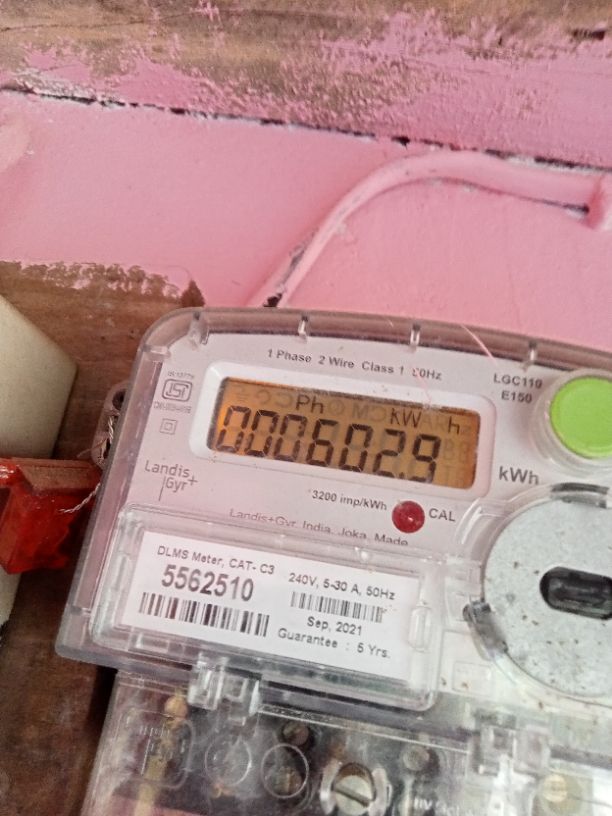 1 Phase 2 Wire Class 1 50Hz
LGC110
E150
Ph kW h
0006029
kWh
Landis
Gyr+
*3200 imp/kWh
CAL
Landis+Gyr, India, Joka, Made
DLMS Meter, CAT- C3
5562510
240V, 5-30 A, 50Hz
Sep, 2021
Guarantee : 5 Yrs.